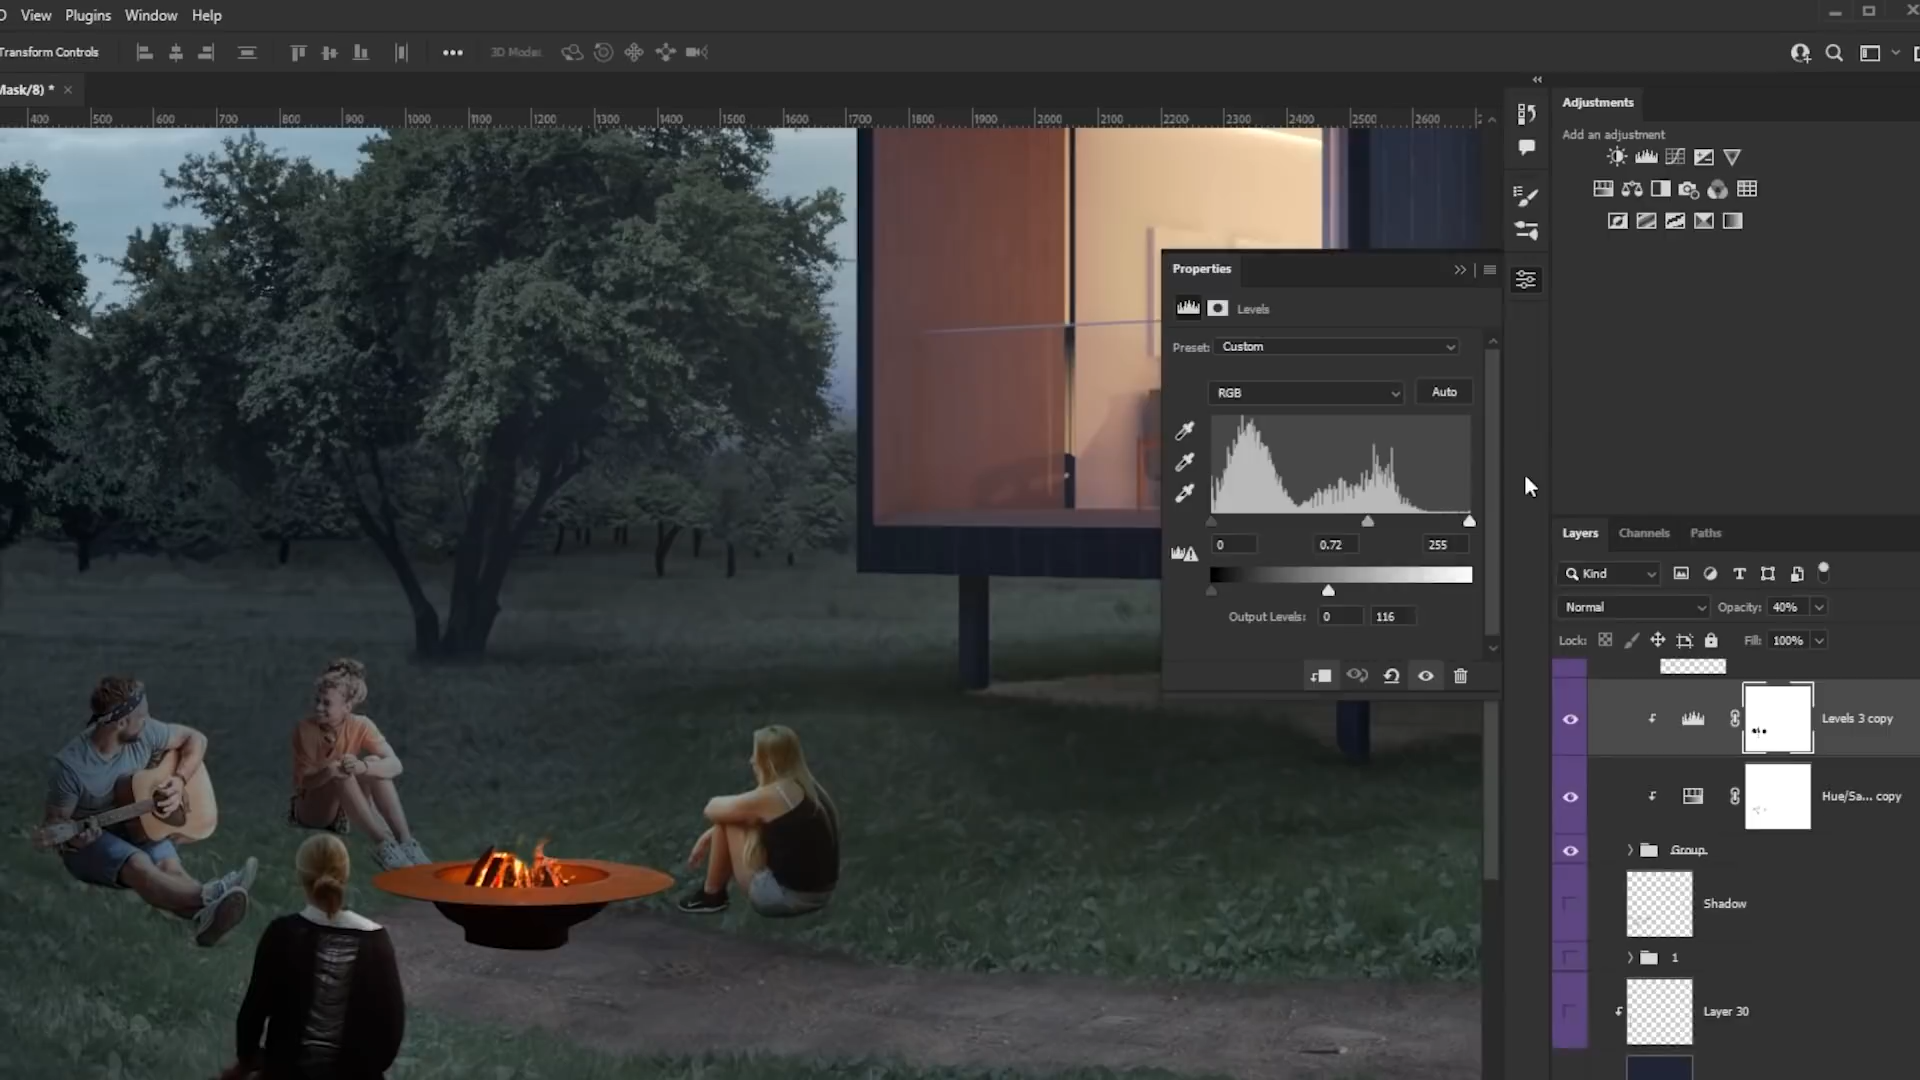 View Plugins Window Help
Transform Controls
3D Mode:
Mask/8) *
400 500 600 700 800 900 1000 1100 1200 1300 1400 1500 1600 1700 1800 1900 2000 2100 2200 2300 2400 2500 2600
Adjustments
Add an adjustment
Properties
Levels
Preset: Custom
RGB
Auto
0
0.72
255
Output Levels: 0 116
Layers Channels Paths
Kind
Normal
Opacity: 40%
Lock:
Fill: 100%
Levels 3 copy
Hue/Sa... copy
Group
Shadow
1
Layer 30